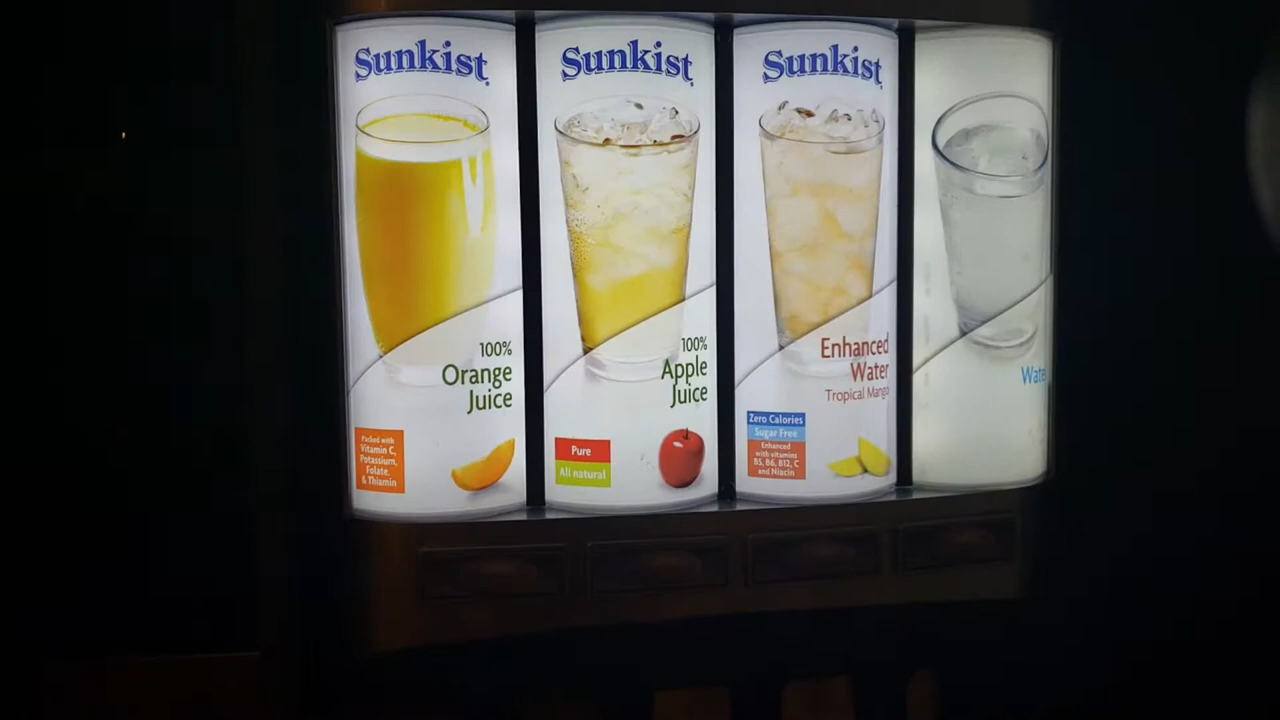 Sunkist
100%
Orange
Juice
Packed with
Vitamin C,
Potassium,
Folate,
& Thiamin
Sunkist
100%
Apple
Juice
Pure
All natural
Sunkist
Enhanced
Water
Tropical Mango
Zero Calories
Sugar Free
Enhanced
with vitamins
B5, B6, B12, C
and Niacin
Water